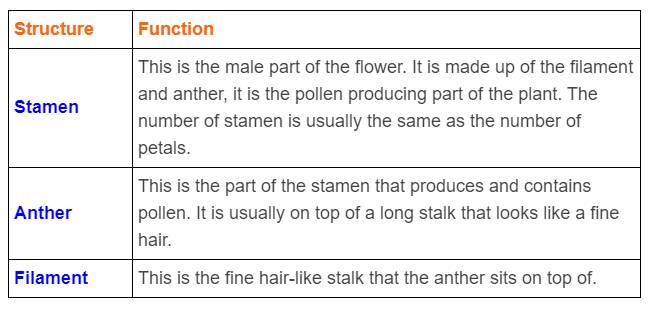 Structure Function
This is the male part of the flower. It is made up of the filament
and anther, it is the pollen producing part of the plant. The
Stamen
number of stamen is usually the same as the number of
petals.
This is the part of the stamen that produces and contains
Anther pollen. It is usually on top of a long stalk that looks like a fine
hair.
Filament This is the fine hair-like stalk that the anther sits on top of.